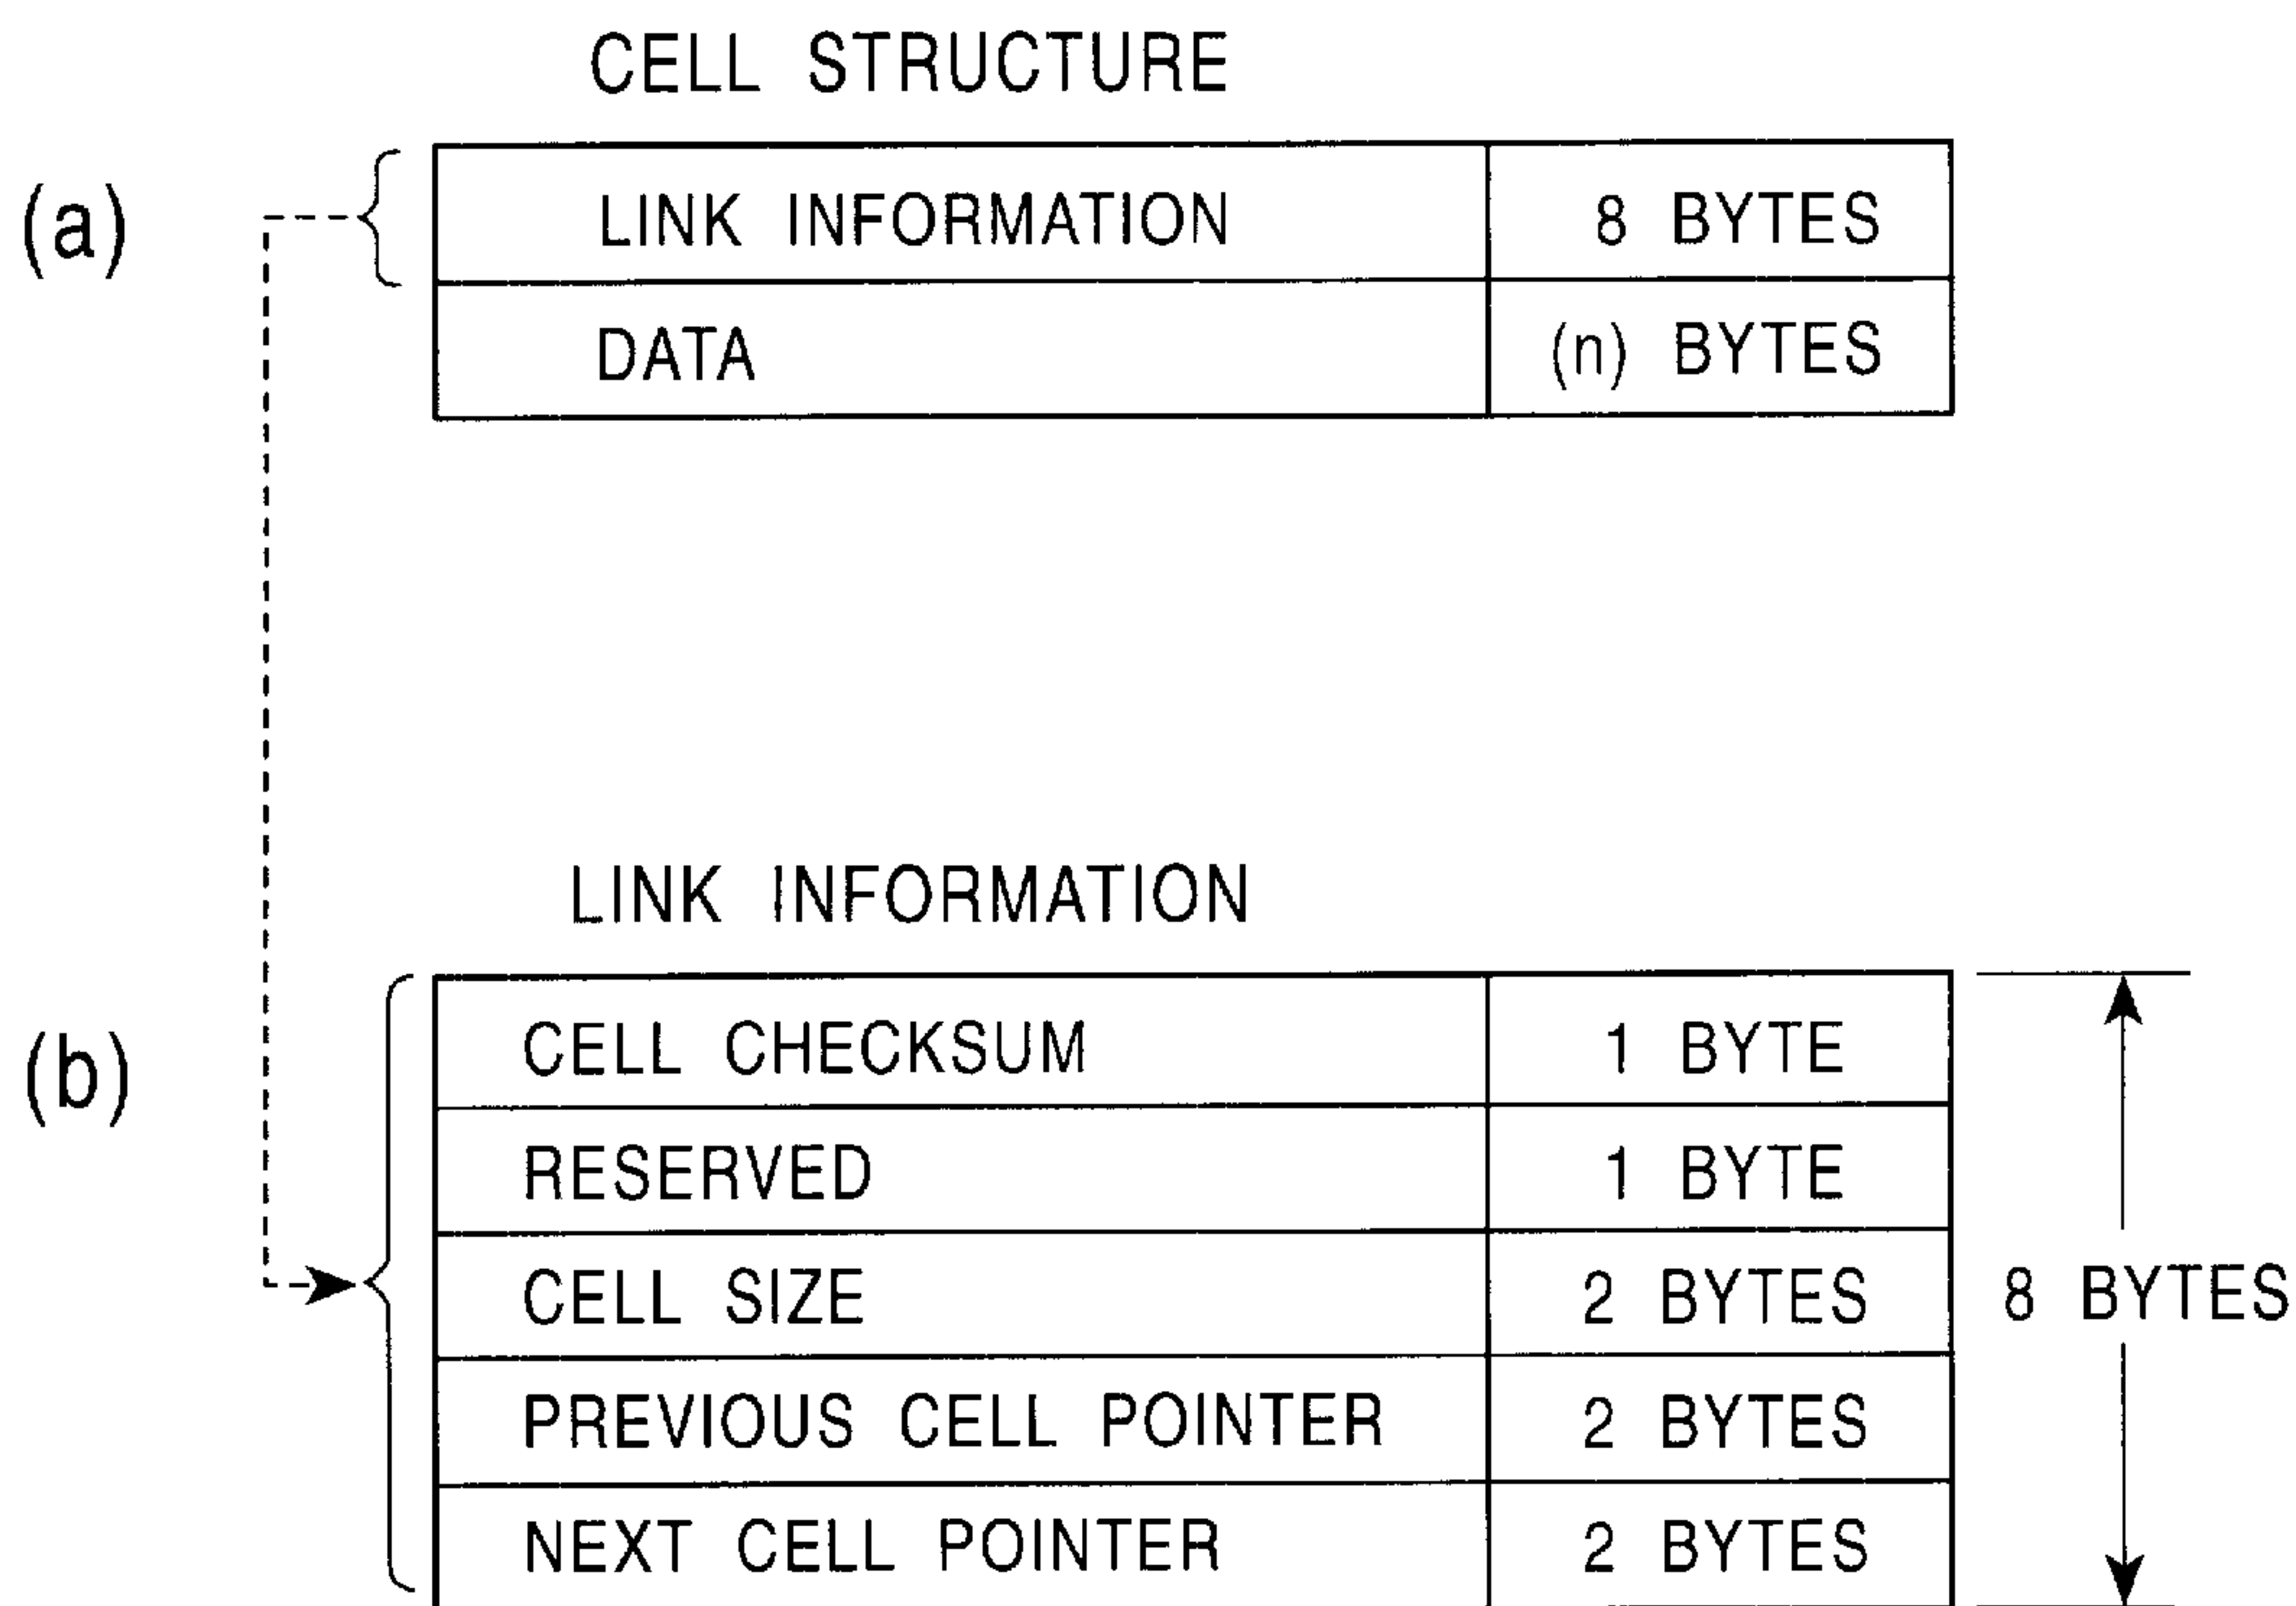 CELL STRUCTURE
(a)
LINK INFORMATION 8 BYTES
DATA (n) BYTES
LINK INFORMATION
(b)
CELL CHECKSUM 1 BYTE
RESERVED 1 BYTE
CELL SIZE 2 BYTES
8 BYTES
PREVIOUS CELL POINTER 2 BYTES
NEXT CELL POINTER 2 BYTES